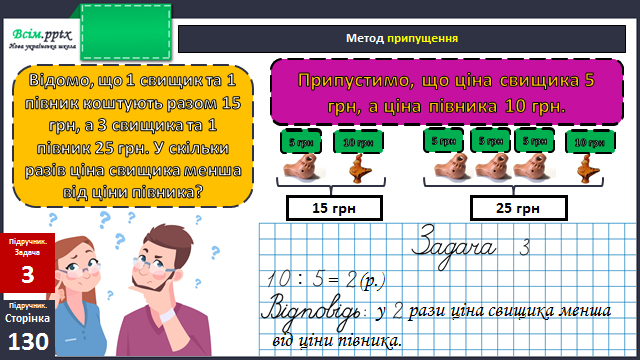 Всім.pptx
Нова українська школа
Метод припущення
Відомо, що 1 свищик та 1
півник коштують разом 15
грн, а 3 свищика та 1
півник 25 грн. У скільки
разів ціна свищика менша
від ціни півника?
Припустимо, що ціна свищика 5
грн, а ціна півника 10 грн.
5 грн 10 грн 5 грн 5 грн 5 грн 10 грн
15 грн 25 грн
Підручник.
Задача
3
Підручник.
Сторінка
130
Задача 3
10 : 5 = 2 (р.)
Відповідь: у 2 рази ціна свищика менша
від ціни півника.